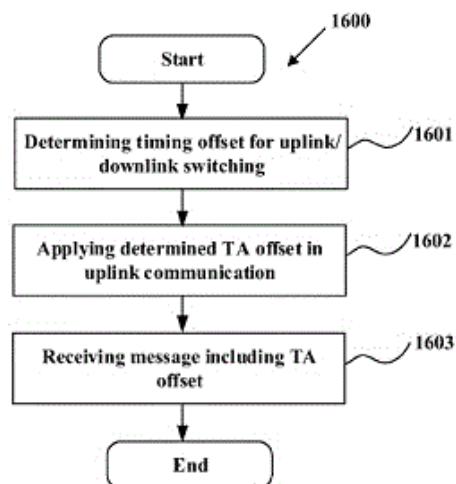 1600
Start
Determining timing offset for uplink/
downlink switching
1601
Applying determined TA offset in
uplink communication
1602
Receiving message including TA
offset
1603
End